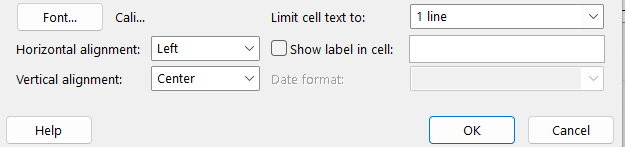 Font... Cali... Limit cell text to: 1 line
Horizontal alignment: Left Show label in cell:
Vertical alignment: Center Date format:
Help OK Cancel